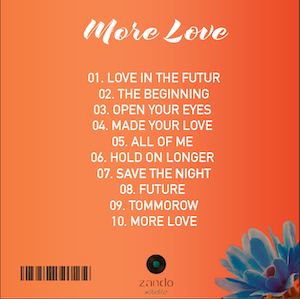 More Love
01. LOVE IN THE FUTUR
02. THE BEGINNING
03. OPEN YOUR EYES
04. MADE YOUR LOVE
05. ALL OF ME
06. HOLD ON LONGER
07. SAVE THE NIGHT
08. FUTURE
09. TOMMOROW
10. MORE LOVE
zando